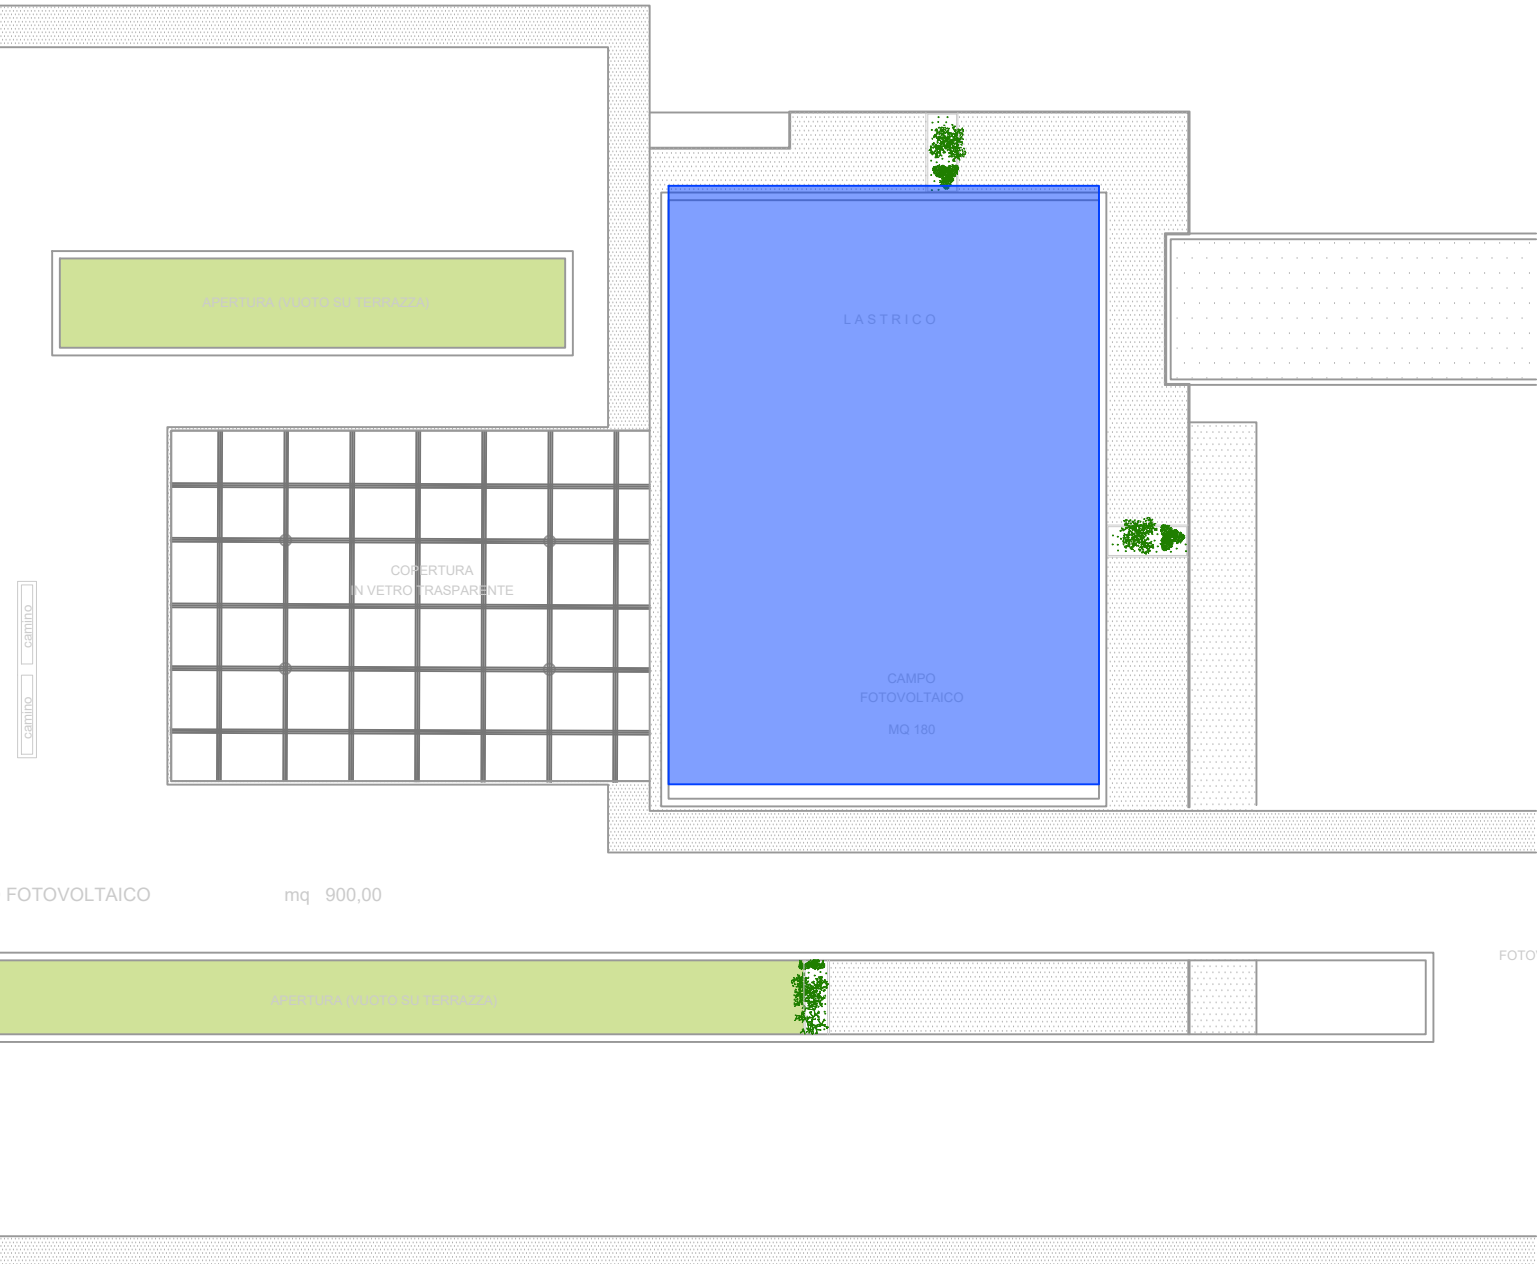 APERTURA (VUOTO SU TERRAZZA)
LASTRICO
COPERTURA
IN VETRO TRASPARENTE
camino
camino
CAMPO
FOTOVOLTAICO
MQ 180
FOTOVOLTAICO mq 900,00
FOTOV
APERTURA (VUOTO SU TERRAZZA)